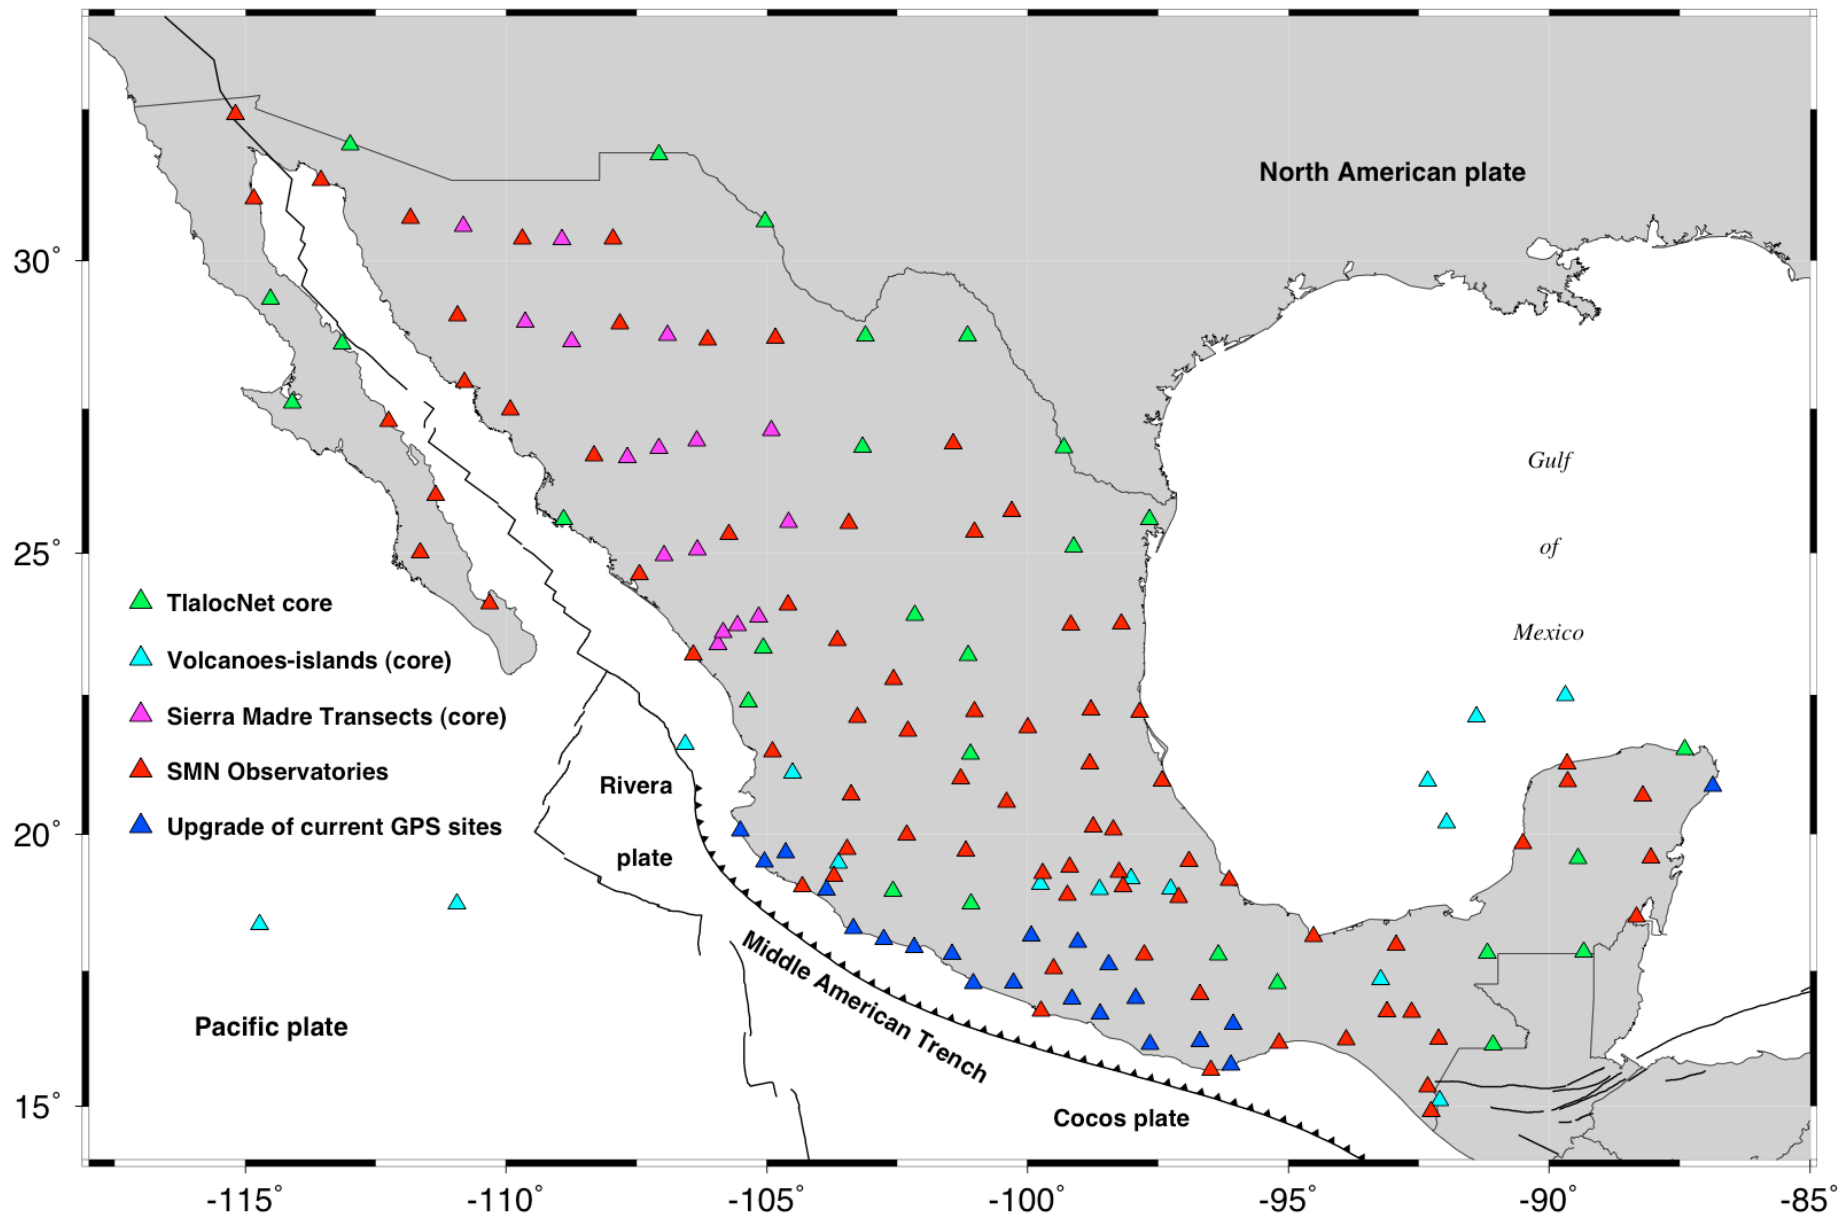 North American plate
30°
Gulf
of
Mexico
25°
TlalocNet core
Volcanoes-islands (core)
Sierra Madre Transects (core)
SMN Observatories
Upgrade of current GPS sites
Rivera
plate
20°
Middle American Trench
Pacific plate
Cocos plate
15°
-115° -110° -105° -100° -95° -90° -85°